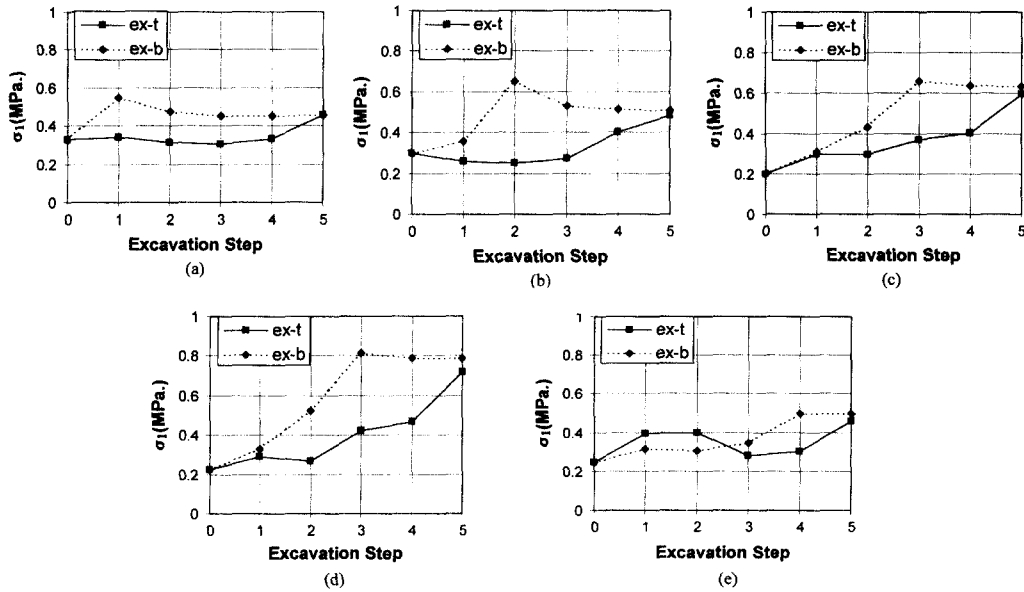 1
0.8
0.6
0.4
0.2
0
σ1(MPa.)
ex-t
ex-b
0 1 2 3 4 5
Excavation Step
(a)
1
0.8
0.6
0.4
0.2
0
σ1(MPa.)
ex-t
ex-b
0 1 2 3 4 5
Excavation Step
(b)
1
0.8
0.6
0.4
0.2
0
σ1(MPa.)
ex-t
ex-b
0 1 2 3 4 5
Excavation Step
(c)
1
0.8
0.6
0.4
0.2
0
σ1(MPa.)
ex-t
ex-b
0 1 2 3 4 5
Excavation Step
(d)
1
0.8
0.6
0.4
0.2
0
σ1(MPa.)
ex-t
ex-b
0 1 2 3 4 5
Excavation Step
(e)